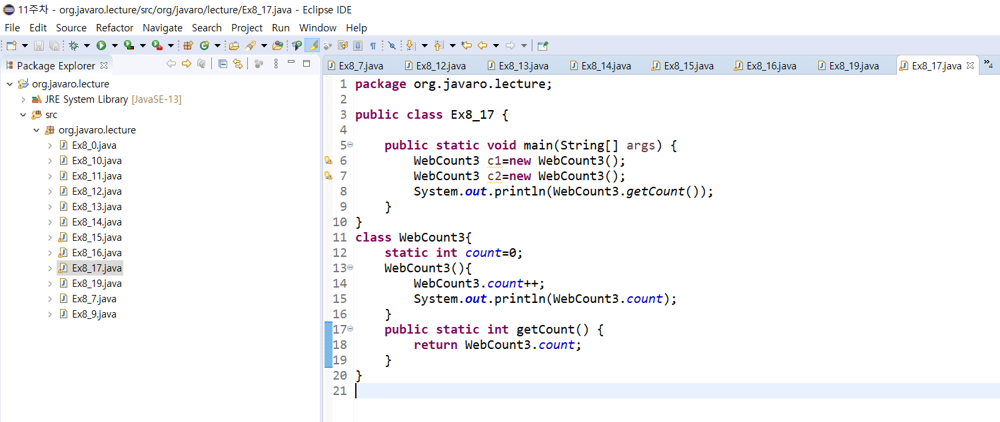 11주차 - org.javaro.lecture/src/org/javaro/lecture/Ex8_17.java - Eclipse IDE
File Edit Source Refactor Navigate Search Project Run Window Help
Package Explorer
org.javaro.lecture
JRE System Library [JavaSE-13]
src
org.javaro.lecture
Ex8_0.java
Ex8_10.java
Ex8_11.java
Ex8_12.java
Ex8_13.java
Ex8_14.java
Ex8_15.java
Ex8_16.java
Ex8_17.java
Ex8_19.java
Ex8_7.java
Ex8_9.java
Ex8_7.java Ex8_12.java Ex8_13.java Ex8_14.java Ex8_15.java Ex8_16.java Ex8_19.java Ex8_17.java »4
1 package org.javaro.lecture;
2
3 public class Ex8_17 {
4
5 public static void main(String[] args) {
6 WebCount3 c1=new WebCount3();
7 WebCount3 c2=new WebCount3();
8 System.out.println(WebCount3.getCount());
9 }
10 }
11 class WebCount3{
12 static int count=0;
13 WebCount3(){
14 WebCount3.count++;
15 System.out.println(WebCount3.count);
16 }
17 public static int getCount() {
18 return WebCount3.count;
19 }
20 }
21